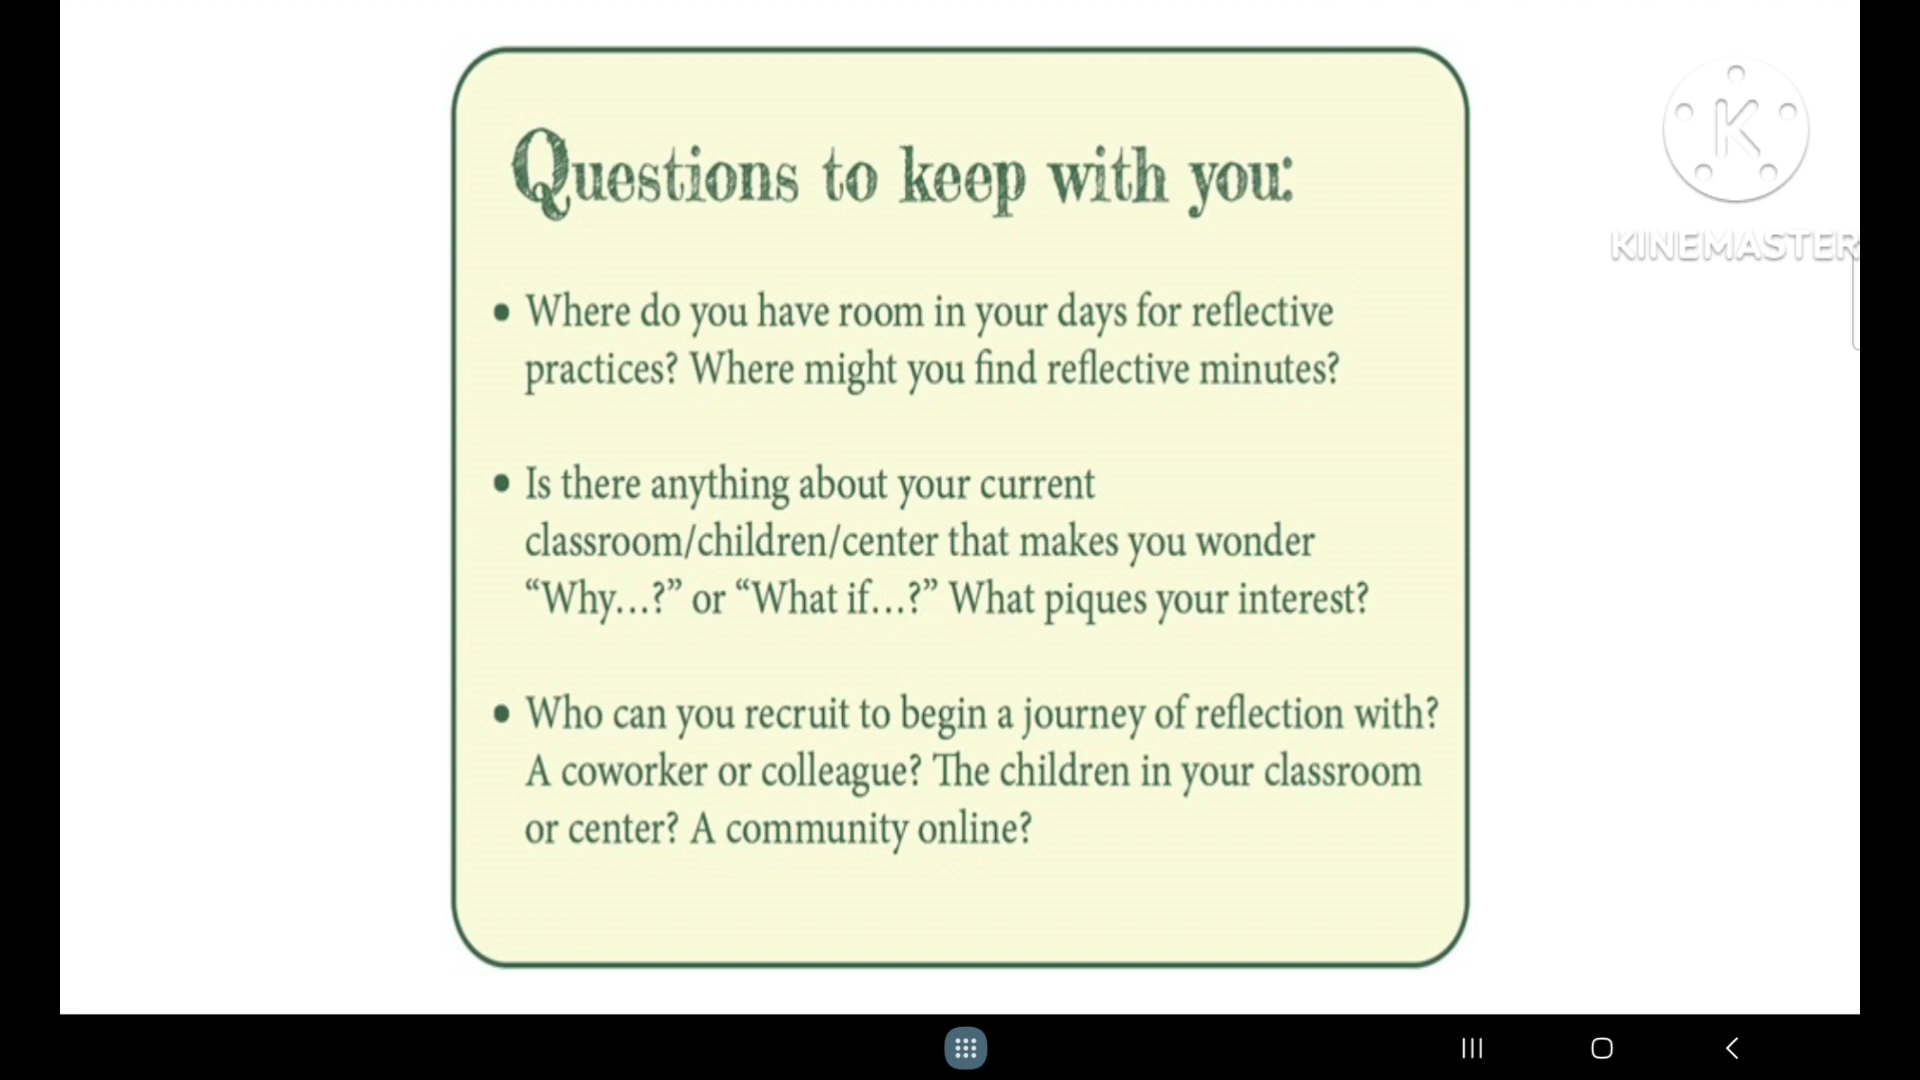 Questions to keep with you:
K
KINEMASTER
• Where do you have room in your days for reflective
practices? Where might you find reflective minutes?
• Is there anything about your current
classroom/children/center that makes you wonder
“Why…?” or “What if…?” What piques your interest?
• Who can you recruit to begin a journey of reflection with?
A coworker or colleague? The children in your classroom
or center? A community online?